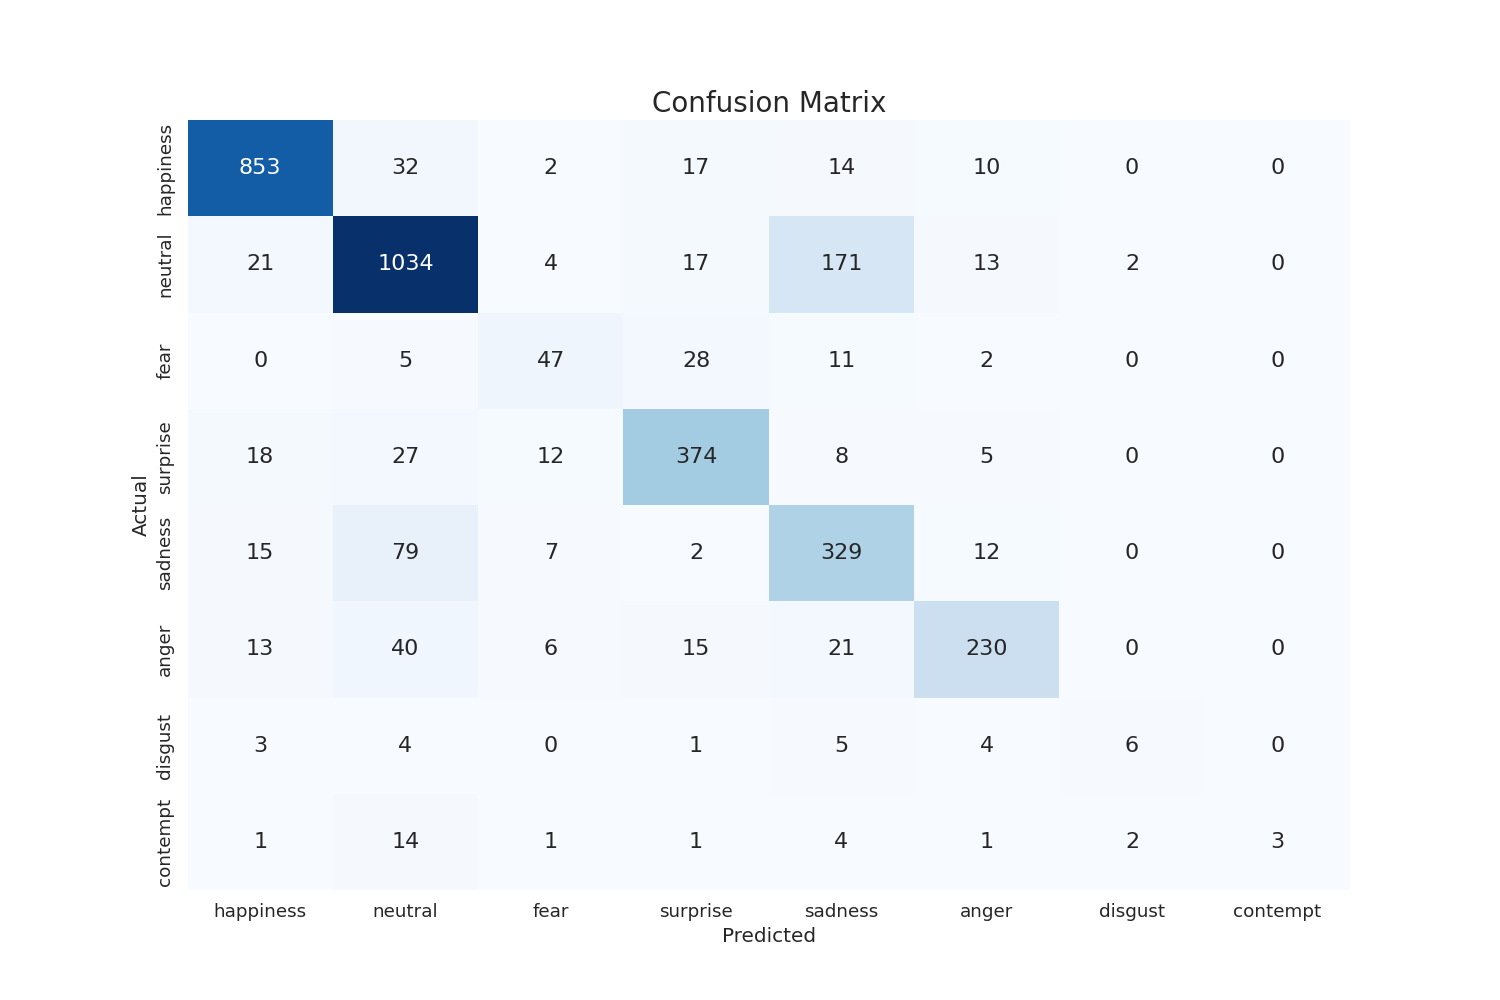 Confusion Matrix
happiness 853 32 2 17 14 10 0 0
neutral 21 1034 4 17 171 13 2 0
fear 0 5 47 28 11 2 0 0
surprise 18 27 12 374 8 5 0 0
Actual
sadness 15 79 7 2 329 12 0 0
anger 13 40 6 15 21 230 0 0
disgust 3 4 0 1 5 4 6 0
contempt 1 14 1 1 4 1 2 3
happiness neutral fear surprise sadness anger disgust contempt
Predicted